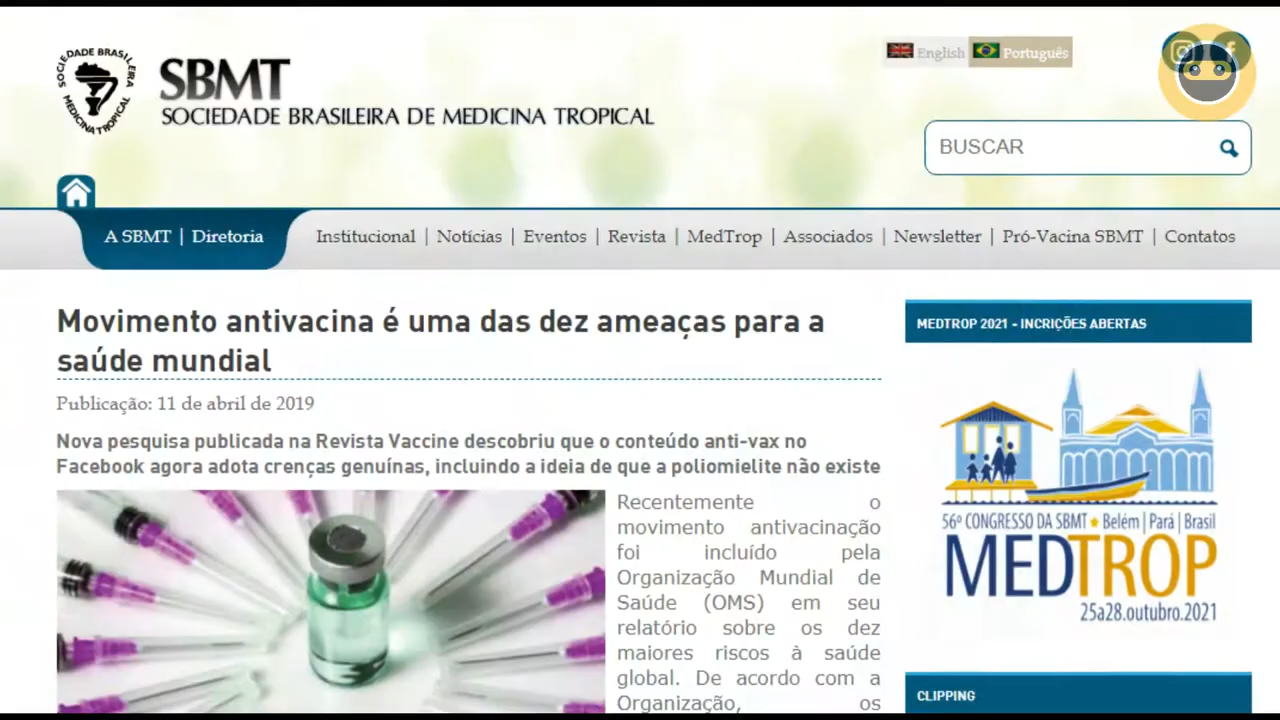 SOCIEDADE BRASILEIRA
MEDICINA TROPICAL
SBMT
SOCIEDADE BRASILEIRA DE MEDICINA TROPICAL
English
Português
BUSCAR
A SBMT | Diretoria
Institucional | Notícias | Eventos | Revista | MedTrop | Associados | Newsletter | Pró-Vacina SBMT | Contatos
Movimento antivacina é uma das dez ameaças para a
saúde mundial
Publicação: 11 de abril de 2019
Nova pesquisa publicada na Revista Vaccine descobriu que o conteúdo anti-vax no
Facebook agora adota crenças genuínas, incluindo a ideia de que a poliomielite não existe
Recentemente o
movimento antivacinação
foi incluído pela
Organização Mundial de
Saúde (OMS) em seu
relatório sobre os dez
maiores riscos à saúde
global. De acordo com a
Organização, os
MEDTROP 2021 - INCRIÇÕES ABERTAS
56º CONGRESSO DA SBMT ★ Belém | Pará | Brasil
MEDTROP
25a28.outubro.2021
CLIPPING